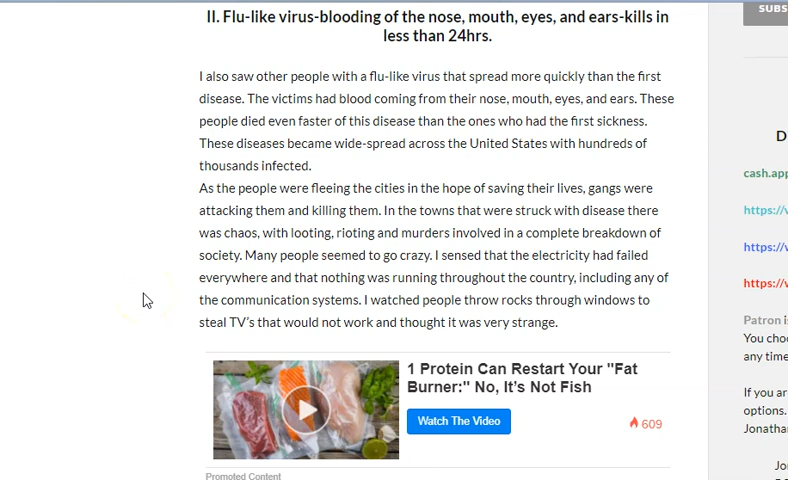 II. Flu-like virus-blooding of the nose, mouth, eyes, and ears-kills in
less than 24hrs.
I also saw other people with a flu-like virus that spread more quickly than the first
disease. The victims had blood coming from their nose, mouth, eyes, and ears. These
people died even faster of this disease than the ones who had the first sickness.
These diseases became wide-spread across the United States with hundreds of
thousands infected.
As the people were fleeing the cities in the hope of saving their lives, gangs were
attacking them and killing them. In the towns that were struck with disease there
was chaos, with looting, rioting and murders involved in a complete breakdown of
society. Many people seemed to go crazy. I sensed that the electricity had failed
everywhere and that nothing was running throughout the country, including any of
the communication systems. I watched people throw rocks through windows to
steal TV's that would not work and thought it was very strange.
1 Protein Can Restart Your "Fat
Burner:" No, It's Not Fish
Watch The Video
609
Promoted Content
SUBS
D
cash.app
https://v
https://v
https://v
Patron is
You choo
any time
If you ar
options.
Jonathan